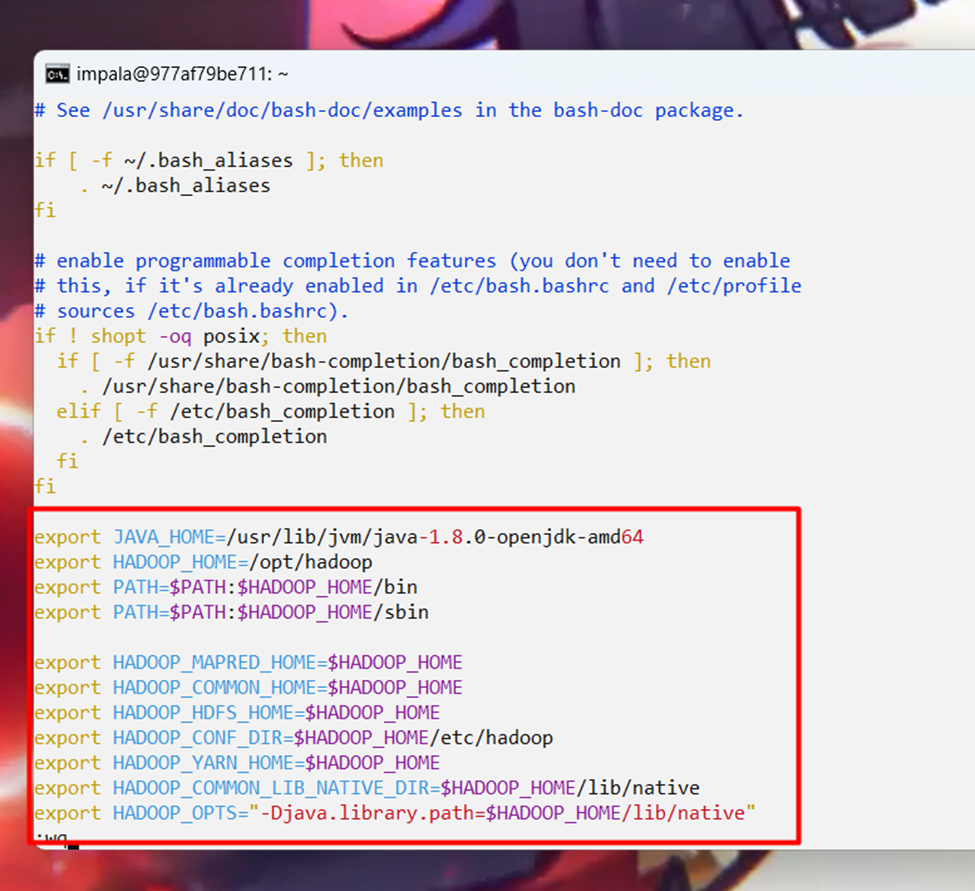 impala@977af79be711: ~
# See /usr/share/doc/bash-doc/examples in the bash-doc package.
if [ -f ~/.bash_aliases ]; then
    . ~/.bash_aliases
fi
# enable programmable completion features (you don't need to enable
# this, if it's already enabled in /etc/bash.bashrc and /etc/profile
# sources /etc/bash.bashrc).
if ! shopt -oq posix; then
  if [ -f /usr/share/bash-completion/bash_completion ]; then
    . /usr/share/bash-completion/bash_completion
  elif [ -f /etc/bash_completion ]; then
    . /etc/bash_completion
  fi
fi
export JAVA_HOME=/usr/lib/jvm/java-1.8.0-openjdk-amd64
export HADOOP_HOME=/opt/hadoop
export PATH=$PATH:$HADOOP_HOME/bin
export PATH=$PATH:$HADOOP_HOME/sbin
export HADOOP_MAPRED_HOME=$HADOOP_HOME
export HADOOP_COMMON_HOME=$HADOOP_HOME
export HADOOP_HDFS_HOME=$HADOOP_HOME
export HADOOP_CONF_DIR=$HADOOP_HOME/etc/hadoop
export HADOOP_YARN_HOME=$HADOOP_HOME
export HADOOP_COMMON_LIB_NATIVE_DIR=$HADOOP_HOME/lib/native
export HADOOP_OPTS="-Djava.library.path=$HADOOP_HOME/lib/native"
:wq